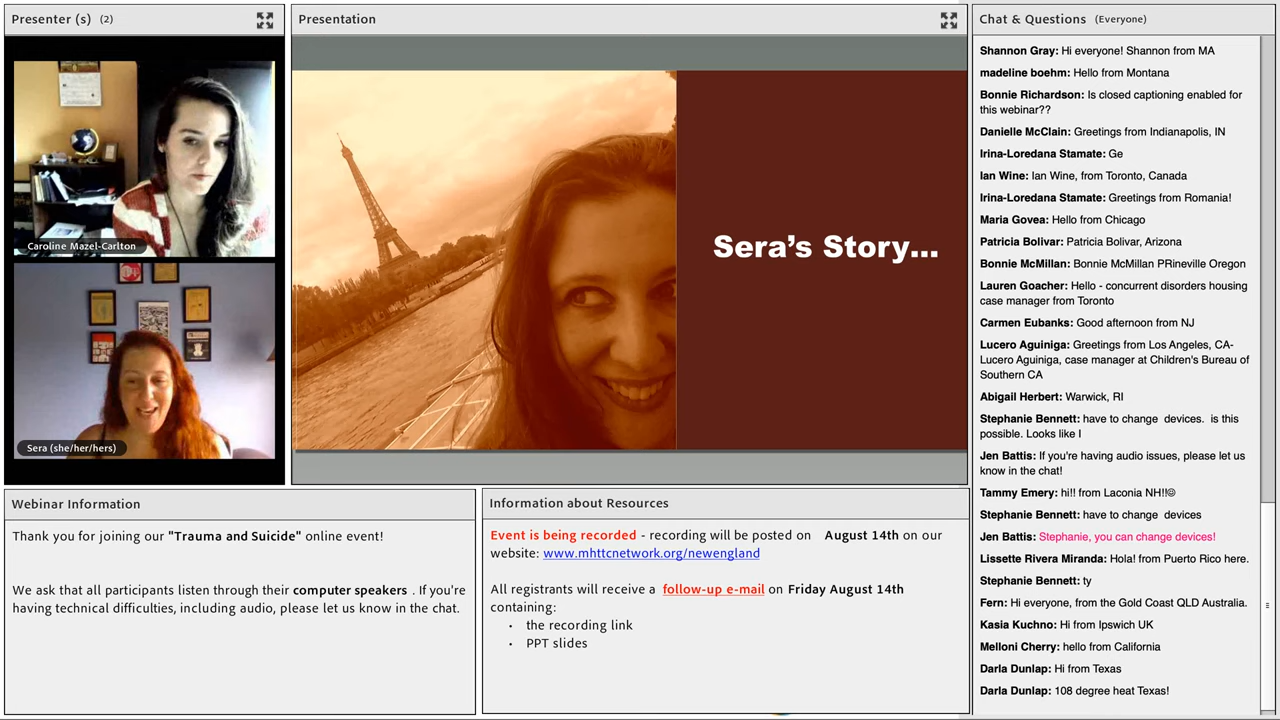 Presenter (s) (2)
Caroline Mazel-Carlton
Sera (she/her/hers)
Presentation
Sera’s Story...
Webinar Information
Thank you for joining our "Trauma and Suicide" online event!
We ask that all participants listen through their computer speakers . If you're
having technical difficulties, including audio, please let us know in the chat.
Information about Resources
Event is being recorded - recording will be posted on August 14th on our
website: www.mhttcnetwork.org/newengland
All registrants will receive a follow-up e-mail on Friday August 14th
containing:
• the recording link
• PPT slides
Chat & Questions (Everyone)
Shannon Gray: Hi everyone! Shannon from MA
madeline boehm: Hello from Montana
Bonnie Richardson: Is closed captioning enabled for
this webinar??
Danielle McClain: Greetings from Indianapolis, IN
Irina-Loredana Stamate: Ge
Ian Wine: Ian Wine, from Toronto, Canada
Irina-Loredana Stamate: Greetings from Romania!
Maria Govea: Hello from Chicago
Patricia Bolivar: Patricia Bolivar, Arizona
Bonnie McMillan: Bonnie McMillan PRineville Oregon
Lauren Goacher: Hello - concurrent disorders housing
case manager from Toronto
Carmen Eubanks: Good afternoon from NJ
Lucero Aguiniga: Greetings from Los Angeles, CA-
Lucero Aguiniga, case manager at Children's Bureau of
Southern CA
Abigail Herbert: Warwick, RI
Stephanie Bennett: have to change devices. is this
possible. Looks like I
Jen Battis: If you're having audio issues, please let us
know in the chat!
Tammy Emery: hi!! from Laconia NH!!☺
Stephanie Bennett: have to change devices
Jen Battis: Stephanie, you can change devices!
Lissette Rivera Miranda: Hola! from Puerto Rico here.
Stephanie Bennett: ty
Fern: Hi everyone, from the Gold Coast QLD Australia.
Kasia Kuchno: Hi from Ipswich UK
Melloni Cherry: hello from California
Darla Dunlap: Hi from Texas
Darla Dunlap: 108 degree heat Texas!